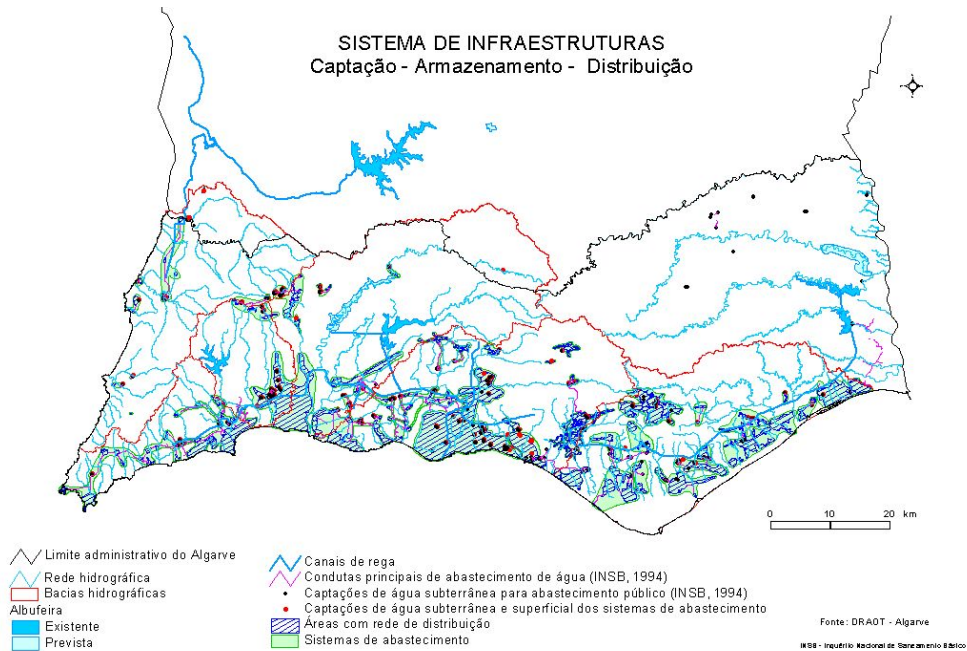 SISTEMA DE INFRAESTRUTURAS
Captação - Armazenamento - Distribuição
0 10 20 km
Limite administrativo do Algarve
Rede hidrográfica
Bacias hidrográficas
Albufeira
Existente
Prevista
Canais de rega
Condutas principais de abastecimento de água (INSB, 1994)
Captações de água subterrânea para abastecimento público (INSB, 1994)
Captações de água subterrânea e superficial dos sistemas de abastecimento
Áreas com rede de distribuição
Sistemas de abastecimento
Fonte: DRAOT - Algarve
INSB - Inquérito Nacional de Saneamento Básico